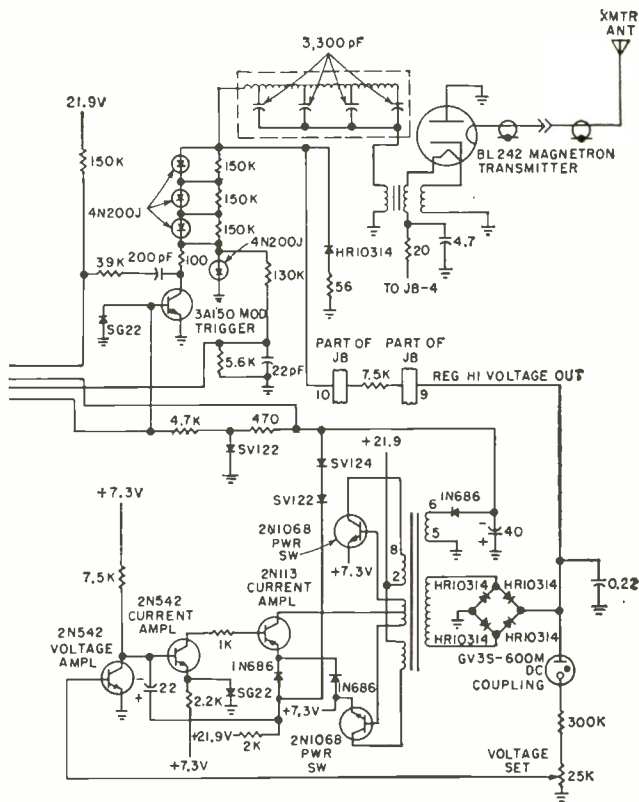 3,300pF
XMTR
ANT
21.9V
150K
150K
BL242 MAGNETRON
TRANSMITTER
4N200J
150K
150K
4N200J
HR10314
4.7
200pF
39K
100
130K
20
TO J8-4
56
3A150 MOD
TRIGGER
SG22
PART OF
J8
PART OF
J8
5.6K
22pF
7.5K
10
9
REG HI VOLTAGE OUT
4.7K
470
+21.9
SV122
SV124
1N686
6
5
SV122
+7.3V
2N1068
PWR
SW
8
2
40
+7.3V
7.5K
2N113
CURRENT
AMPL
HR10314
HR10314
0.22
2N542
CURRENT
AMPL
2N542
VOLTAGE
AMPL
1K
HR10314
HR10314
1N686
1N686
GV3S-600M
DC
COUPLING
22
SG22
2.2K
+7.3V
300K
+21.9V
2K
2N1068
PWR
SW
+7.3V
VOLTAGE
SET
25K